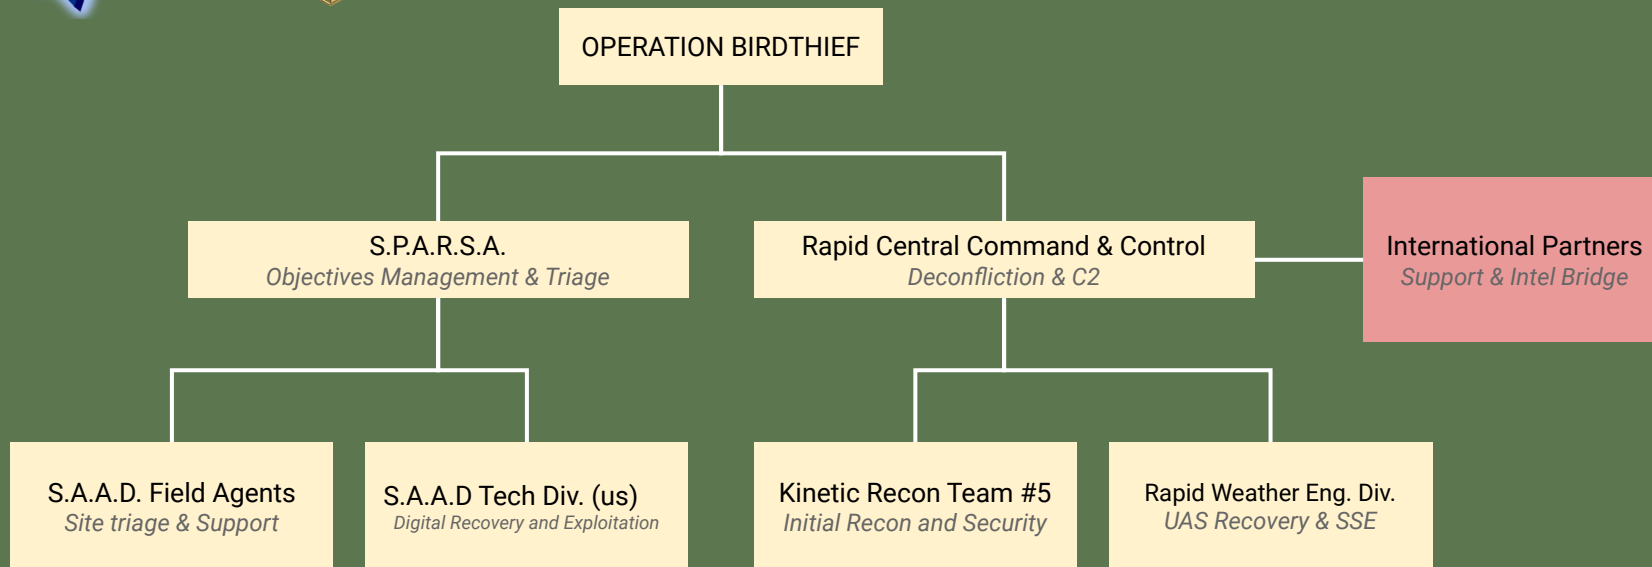 OPERATION BIRDTHIEF
S.P.A.R.S.A.
Objectives Management & Triage
Rapid Central Command & Control
Deconfliction & C2
International Partners
Support & Intel Bridge
S.A.A.D. Field Agents
Site triage & Support
S.A.A.D Tech Div. (us)
Digital Recovery and Exploitation
Kinetic Recon Team #5
Initial Recon and Security
Rapid Weather Eng. Div.
UAS Recovery & SSE